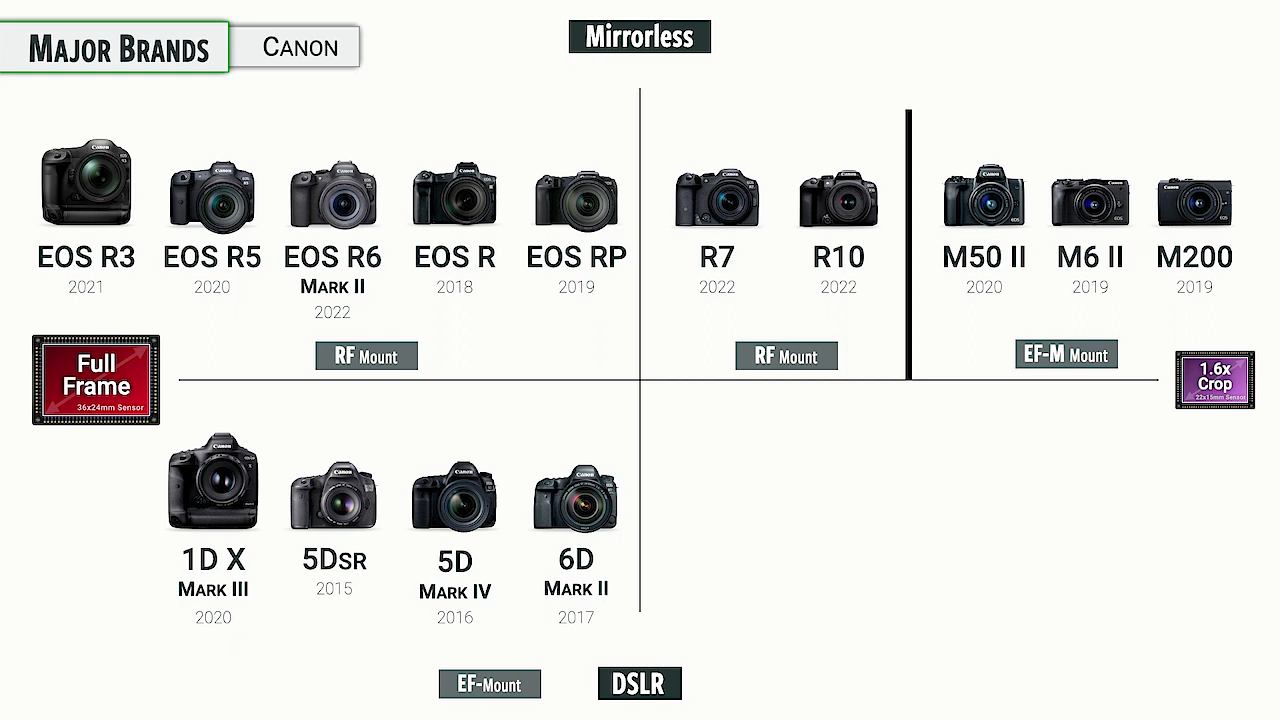 MAJOR BRANDS
CANON
Mirrorless
EOS R3
2021
EOS R5
2020
EOS R6
MARK II
2022
EOS R
2018
EOS RP
2019
R7
2022
R10
2022
M50 II
2020
M6 II
2019
M200
2019
RF Mount
RF Mount
EF-M Mount
Full
Frame
36x24mm Sensor
1.6x
Crop
22x15mm Sensor
1D X
MARK III
2020
5DSR
2015
5D
MARK IV
2016
6D
MARK II
2017
EF-Mount
DSLR